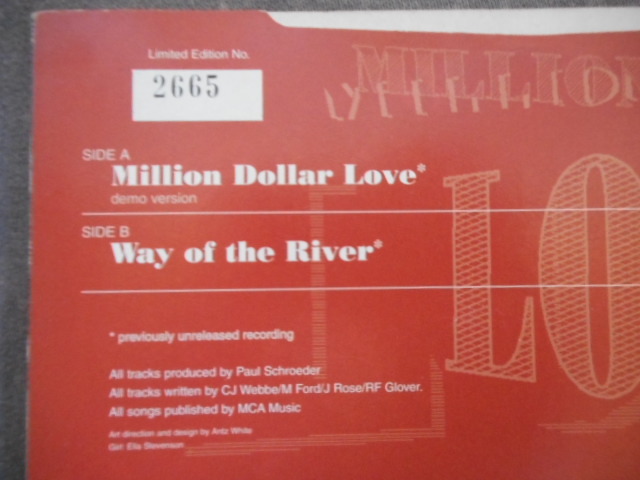 Limited Edition No.
2665
MILLION
SIDE A
Million Dollar Love*
demo version
LO
SIDE B
Way of the River*
* previously unreleased recording
All tracks produced by Paul Schroeder
All tracks written by CJ Webbe/M Ford/J Rose/RF Glover.
All songs published by MCA Music
Art direction and design by Antz White
Girl: Ella Stevenson